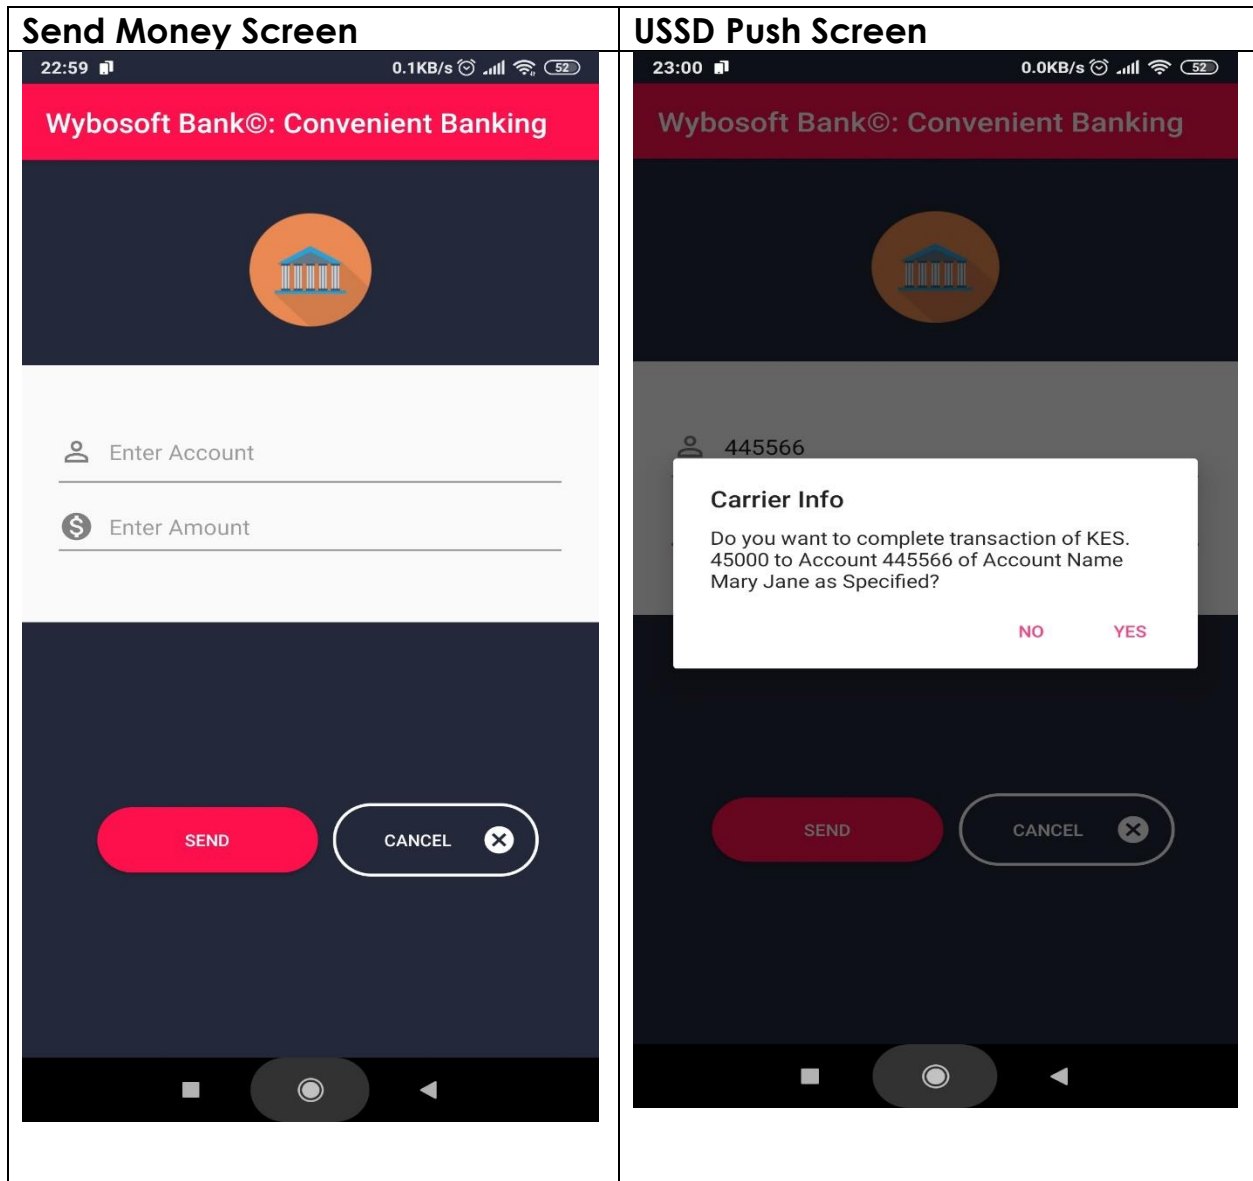 Send Money Screen
22:59 0.1KB/s 52
Wybosoft Bank©: Convenient Banking
Enter Account
Enter Amount
SEND CANCEL
USSD Push Screen
23:00 0.0KB/s 52
Wybosoft Bank©: Convenient Banking
445566
Carrier Info
Do you want to complete transaction of KES.
45000 to Account 445566 of Account Name
Mary Jane as Specified?
NO YES
SEND CANCEL